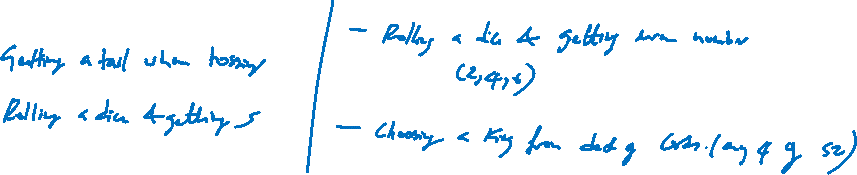 Getting a tail when tossing
Rolling a dice & getting 5
- Rolling a dice & getting even number
(2,4,6)
- Choosing a King from deck of Cards. (any 4 of 52)